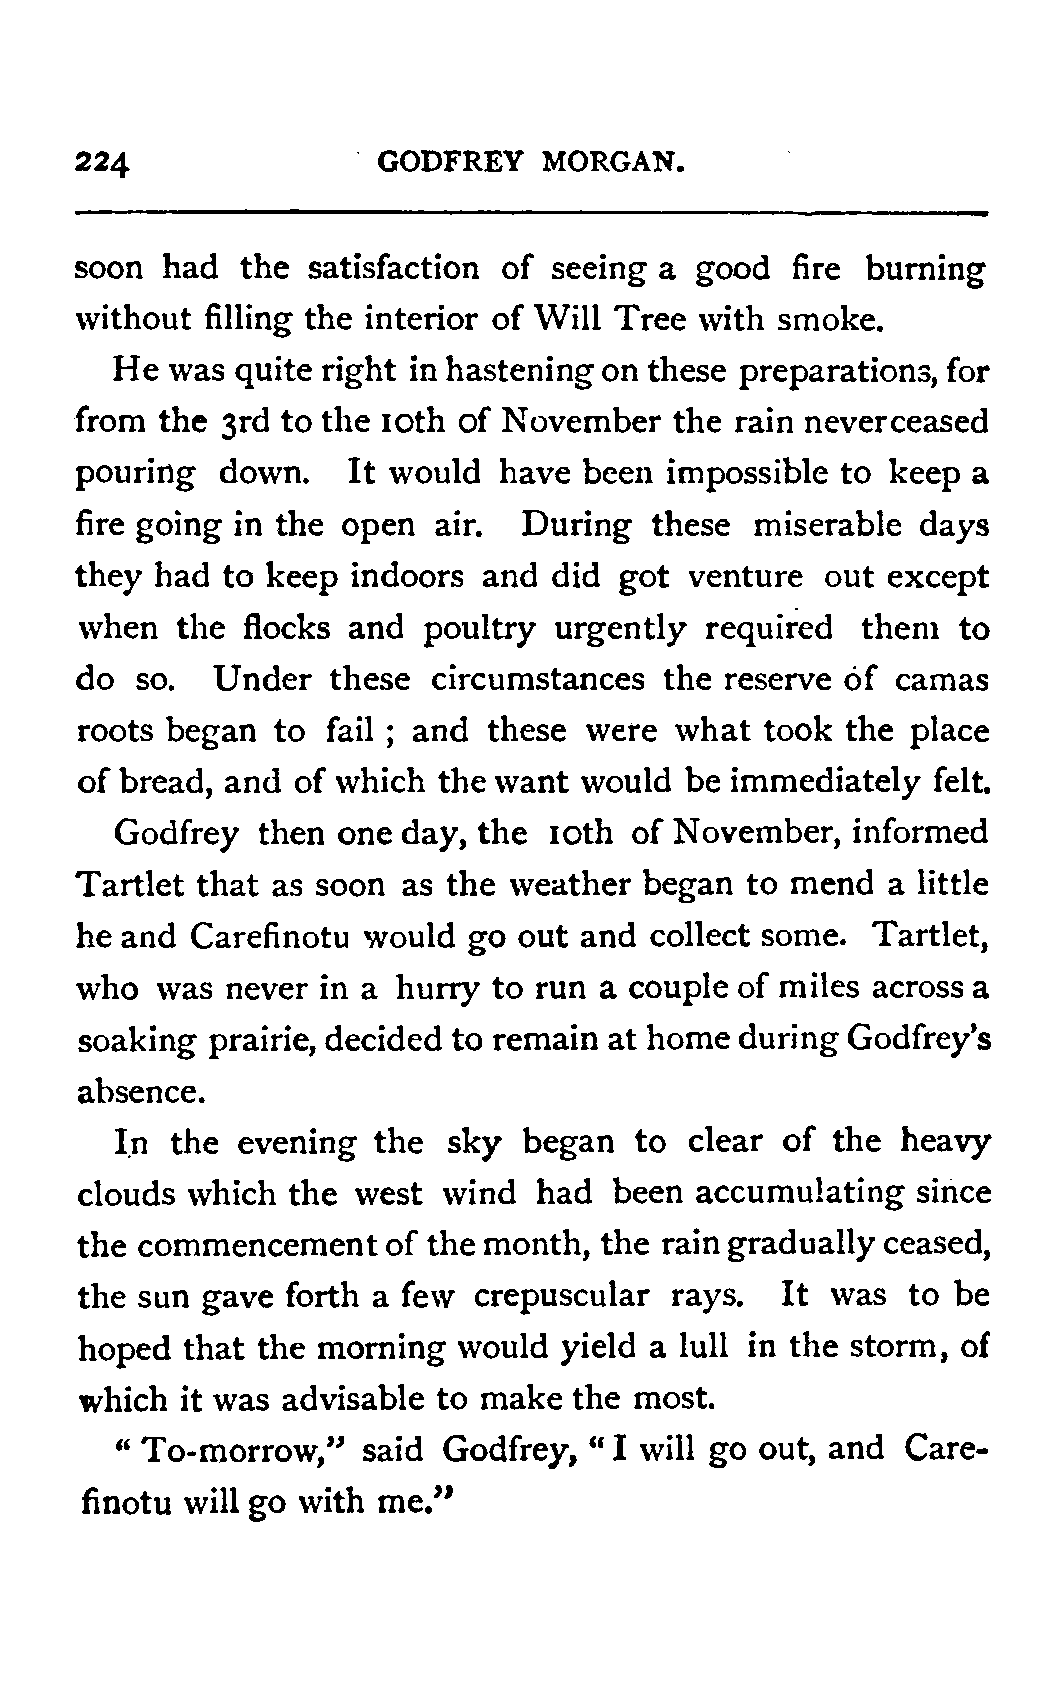 224 GODFREY MORGAN.
soon had the satisfaction of seeing a good fire burning
without filling the interior of Will Tree with smoke.
He was quite right in hastening on these preparations, for
from the 3rd to the 10th of November the rain neverceased
pouring down. It would have been impossible to keep a
fire going in the open air. During these miserable days
they had to keep indoors and did got venture out except
when the flocks and poultry urgently required them to
do so. Under these circumstances the reserve of camas
roots began to fail ; and these were what took the place
of bread, and of which the want would be immediately felt.
Godfrey then one day, the 10th of November, informed
Tartlet that as soon as the weather began to mend a little
he and Carefinotu would go out and collect some. Tartlet,
who was never in a hurry to run a couple of miles across a
soaking prairie, decided to remain at home during Godfrey's
absence.
In the evening the sky began to clear of the heavy
clouds which the west wind had been accumulating since
the commencement of the month, the rain gradually ceased,
the sun gave forth a few crepuscular rays. It was to be
hoped that the morning would yield a lull in the storm, of
which it was advisable to make the most.
" To-morrow," said Godfrey, " I will go out, and Care-
finotu will go with me."